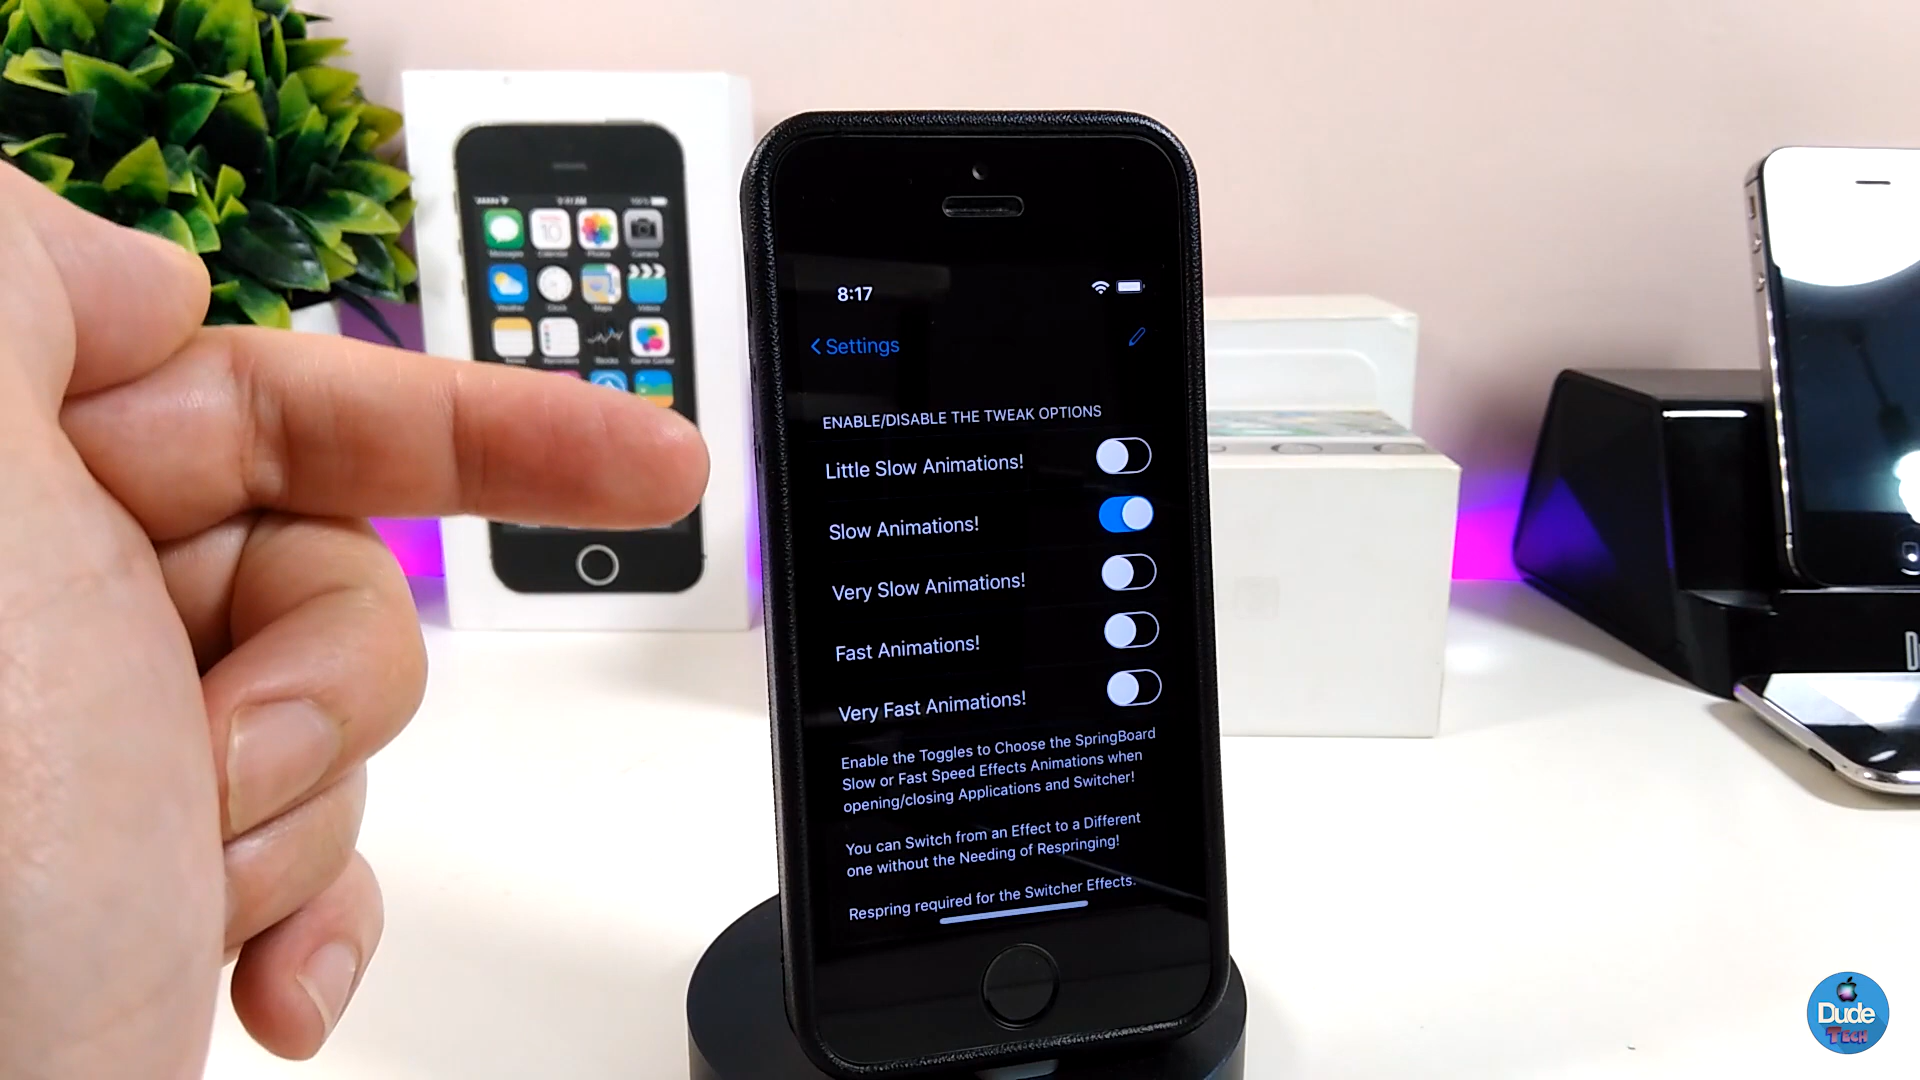 8:17
Settings
ENABLE/DISABLE THE TWEAK OPTIONS
Little Slow Animations!
Slow Animations!
Very Slow Animations!
Fast Animations!
Very Fast Animations!
Enable the Toggles to Choose the SpringBoard
Slow or Fast Speed Effects Animations when
opening/closing Applications and Switcher!
You can Switch from an Effect to a Different
one without the Needing of Respringing!
Respring required for the Switcher Effects.
Dude
TECH